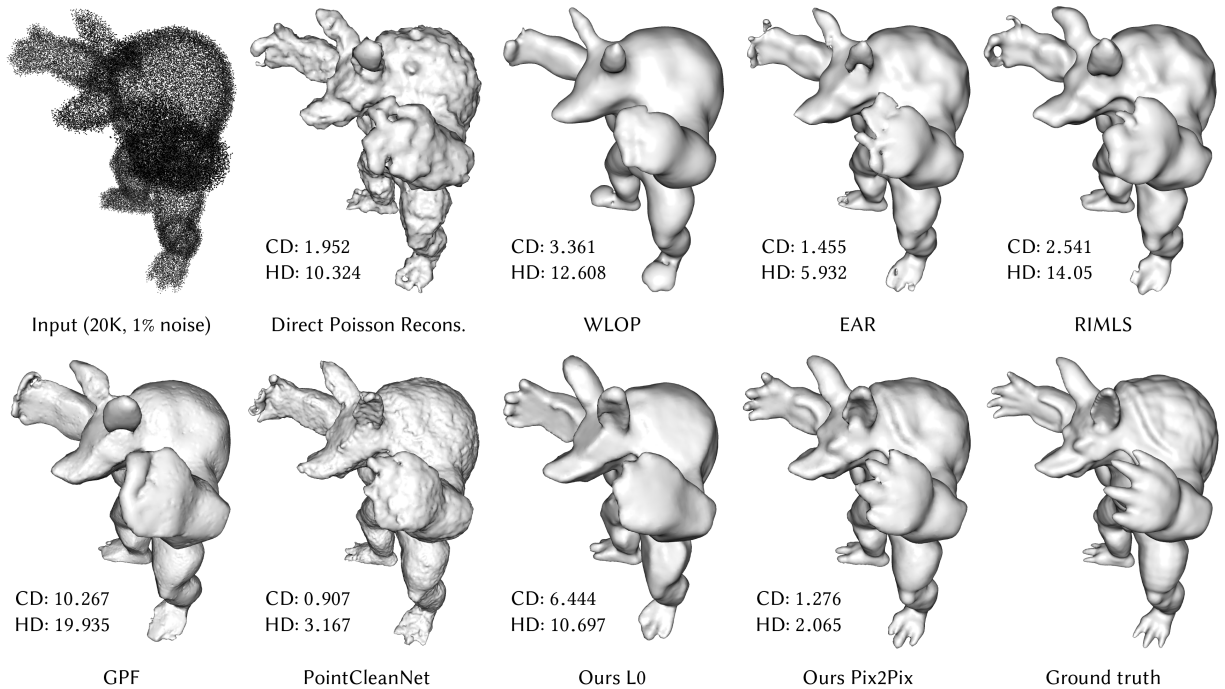 CD: 1.952
HD: 10.324
CD: 3.361
HD: 12.608
CD: 1.455
HD: 5.932
CD: 2.541
HD: 14.05
Input (20K, 1% noise)
Direct Poisson Recons.
WLOP
EAR
RIMLS
CD: 10.267
HD: 19.935
CD: 0.907
HD: 3.167
CD: 6.444
HD: 10.697
CD: 1.276
HD: 2.065
GPF
PointCleanNet
Ours L0
Ours Pix2Pix
Ground truth